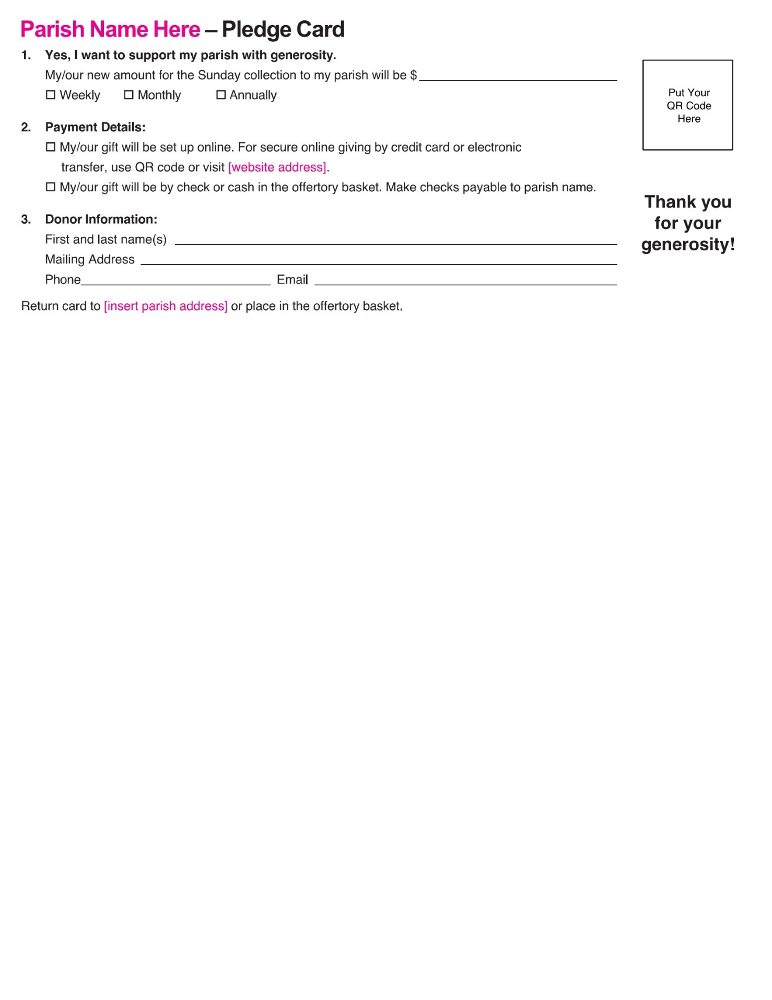 Parish Name Here – Pledge Card
1. Yes, I want to support my parish with generosity.
My/our new amount for the Sunday collection to my parish will be $
☐ Weekly ☐ Monthly ☐ Annually
2. Payment Details:
☐ My/our gift will be set up online. For secure online giving by credit card or electronic
transfer, use QR code or visit [website address].
☐ My/our gift will be by check or cash in the offertory basket. Make checks payable to parish name.
3. Donor Information:
First and last name(s)
Mailing Address
Phone Email
Return card to [insert parish address] or place in the offertory basket.
Put Your
QR Code
Here
Thank you
for your
generosity!